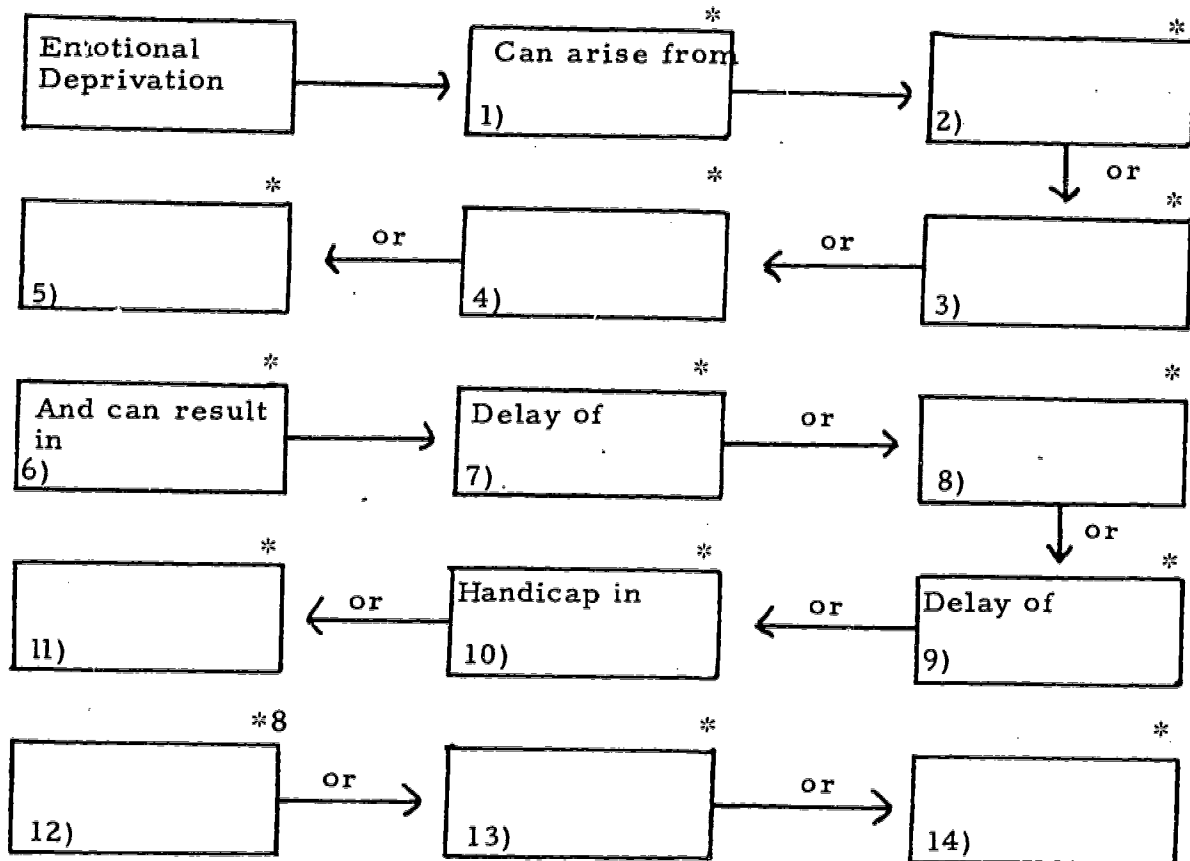 *
*
Emotional
Deprivation
Can arise from
1)
2)
or
*
*
*
or
or
5)
4)
3)
*
*
*
And can result
in
6)
Delay of
7)
or
8)
or
*
*
*
or
Handicap in
or
Delay of
11)
10)
9)
*8
*
*
or
or
12)
13)
14)